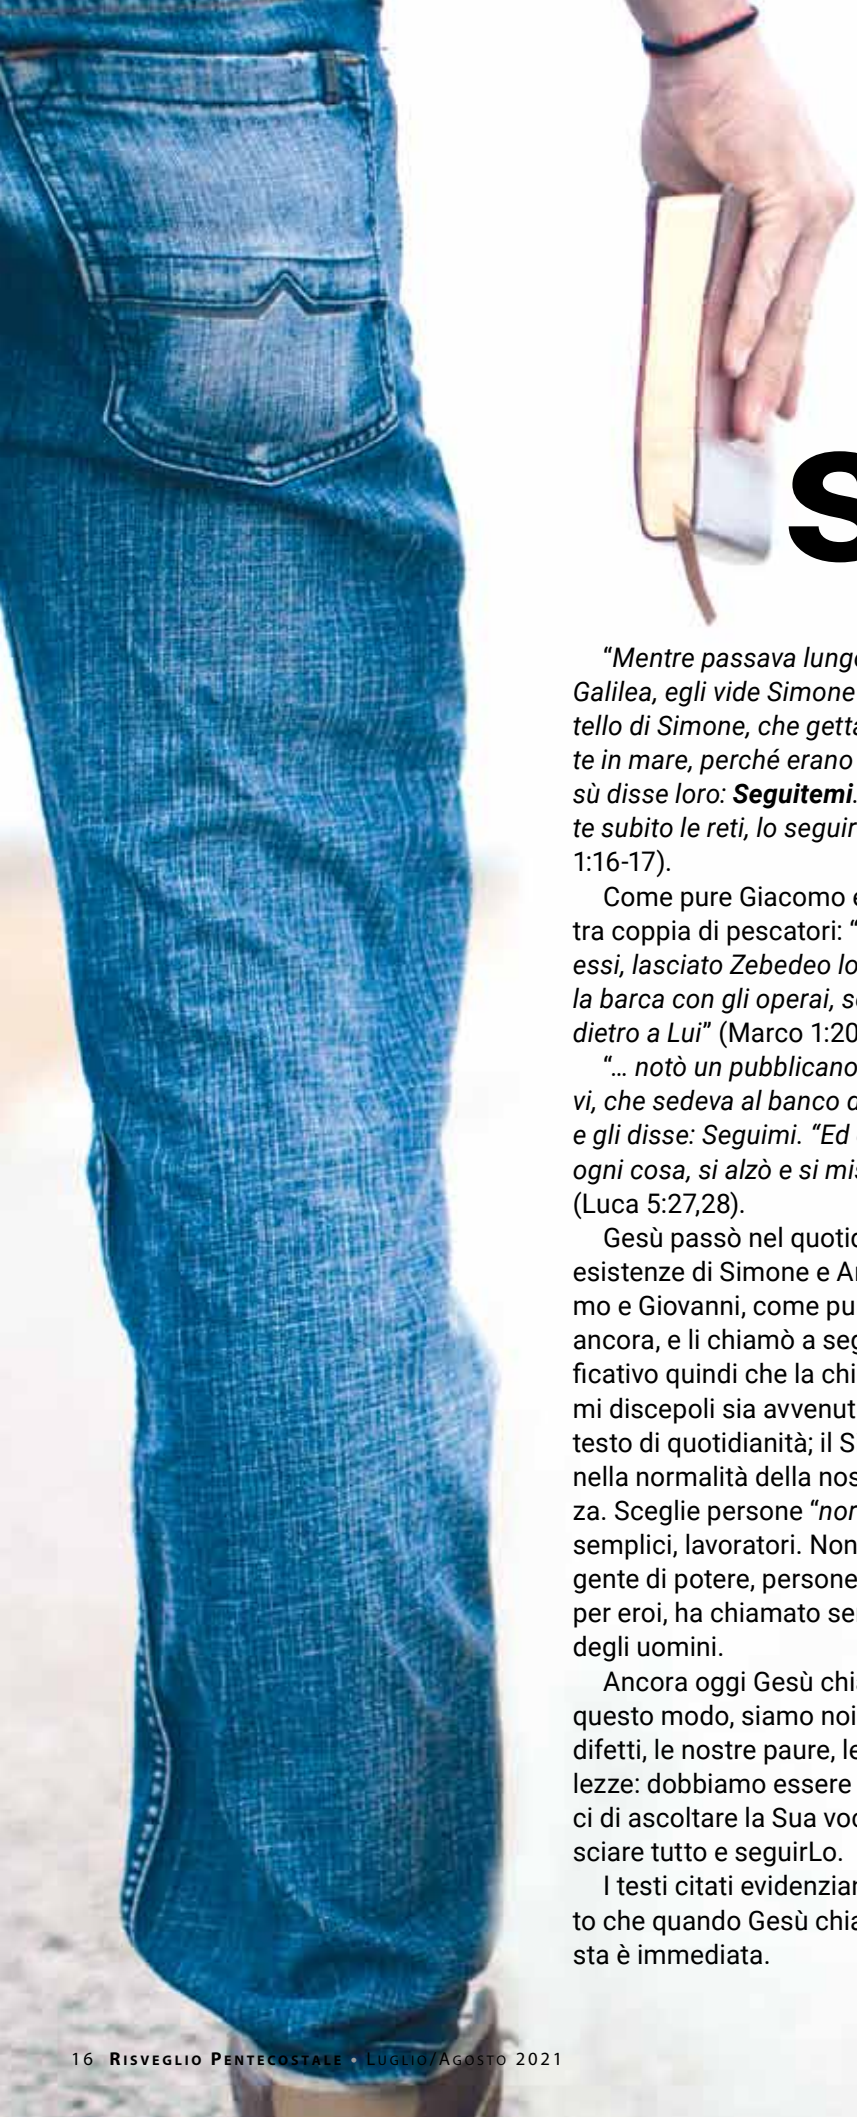 S
“Mentre passava lungo
Galilea, egli vide Simone
tello di Simone, che getta
te in mare, perché erano
sù disse loro: Seguitemi.
te subito le reti, lo seguir
1:16-17).
Come pure Giacomo e
tra coppia di pescatori: “
essi, lasciato Zebedeo lo
la barca con gli operai, se
dietro a Lui” (Marco 1:20
“… notò un pubblicano
vi, che sedeva al banco d
e gli disse: Seguimi. “Ed
ogni cosa, si alzò e si mis
(Luca 5:27,28).
Gesù passò nel quotid
esistenze di Simone e An
mo e Giovanni, come pu
ancora, e li chiamò a seg
ficativo quindi che la chi
mi discepoli sia avvenut
testo di quotidianità; il S
nella normalità della nos
za. Sceglie persone “nor
semplici, lavoratori. Non
gente di potere, persone
per eroi, ha chiamato se
degli uomini.
Ancora oggi Gesù chia
questo modo, siamo noi
difetti, le nostre paure, le
lezze: dobbiamo essere
ci di ascoltare la Sua voc
sciare tutto e seguirLo.
I testi citati evidenziar
to che quando Gesù chia
sta è immediata.
16 RISVEGLIO PENTECOSTALE • LUGLIO/AGOSTO 2021